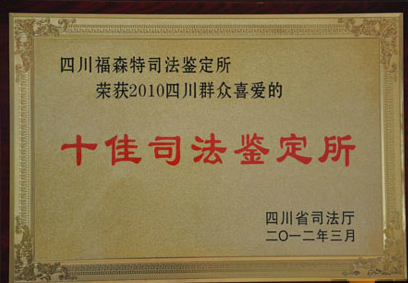 四川福森特司法鉴定所
荣获2010四川群众喜爱的
十佳司法鉴定所
四川省司法厅
二〇一二年三月